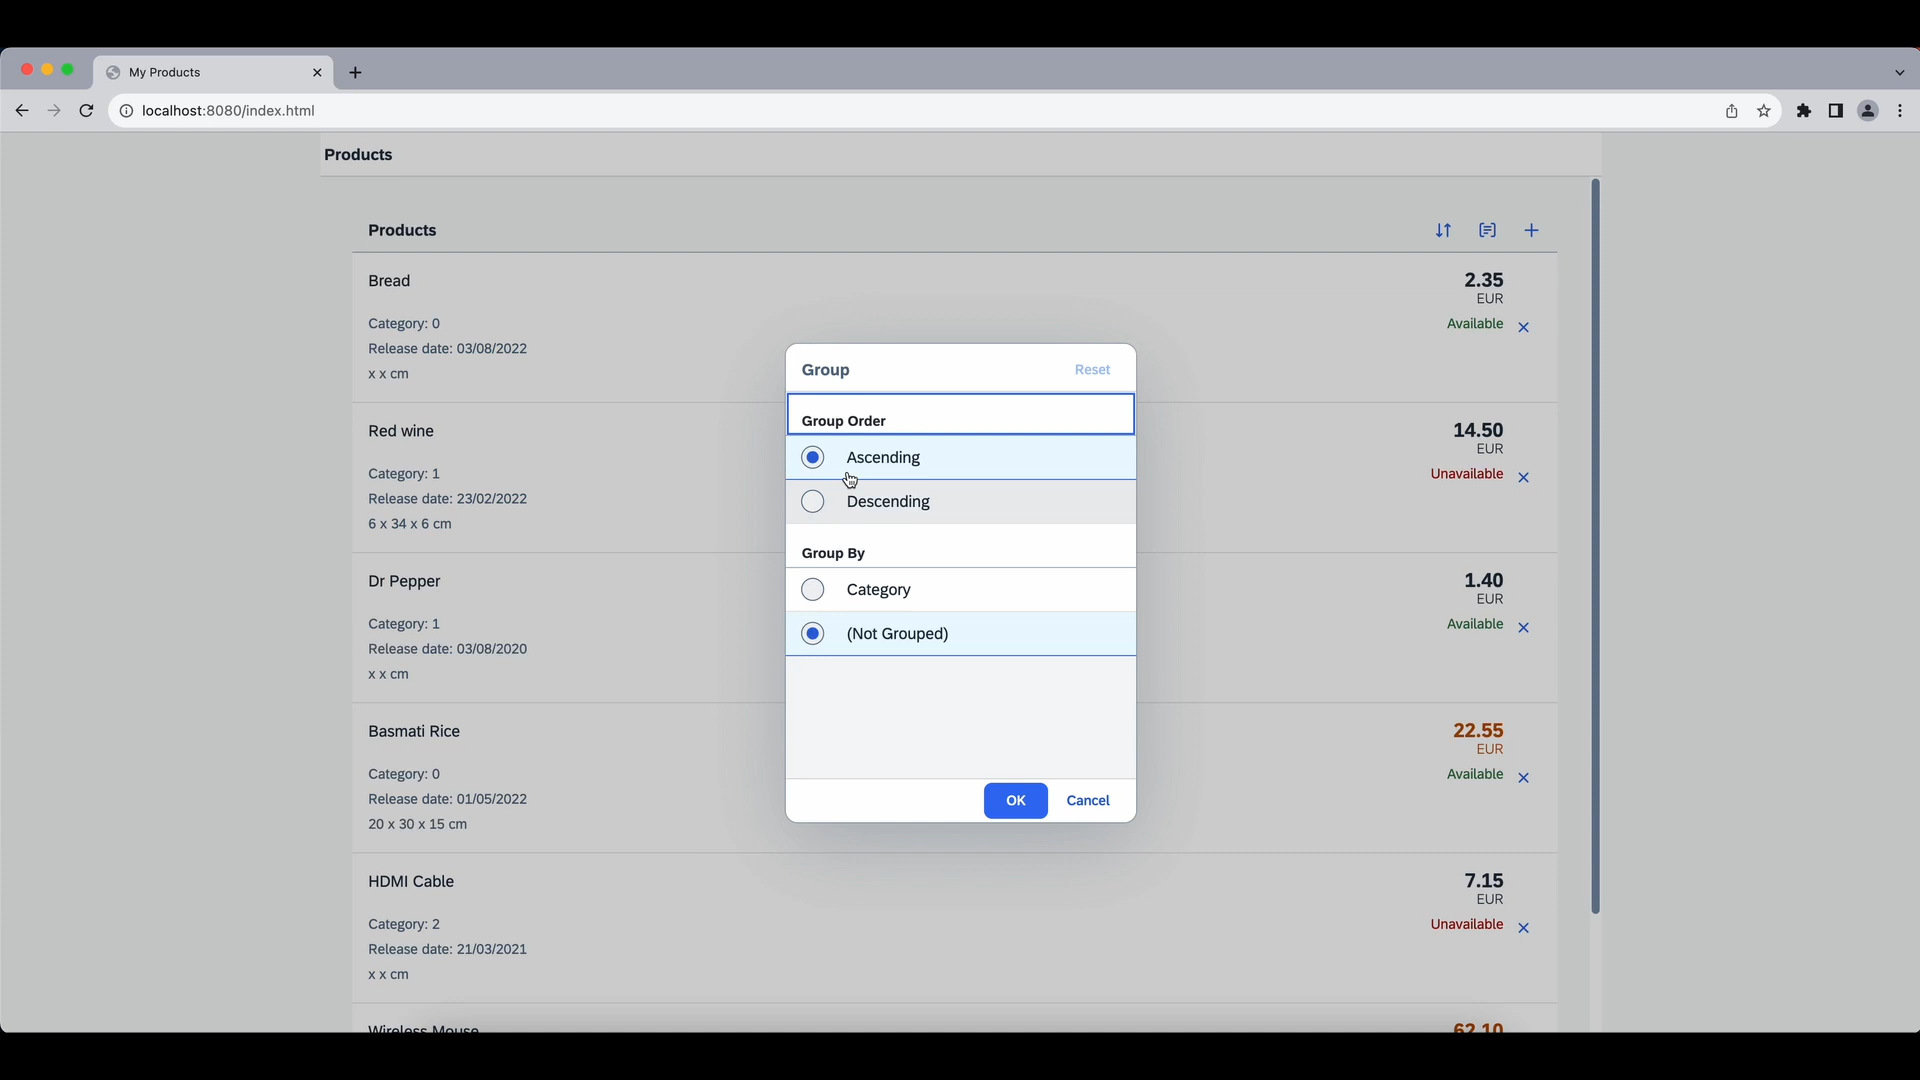 My Products
localhost:8080/index.html
Products
Products
Bread
2.35
EUR
Category: 0
Available
Release date: 03/08/2022
x x cm
Red wine
14.50
EUR
Category: 1
Unavailable
Release date: 23/02/2022
6 x 34 x 6 cm
Dr Pepper
1.40
EUR
Category: 1
Available
Release date: 03/08/2020
x x cm
Basmati Rice
22.55
EUR
Category: 0
Available
Release date: 01/05/2022
20 x 30 x 15 cm
HDMI Cable
7.15
EUR
Category: 2
Unavailable
Release date: 21/03/2021
x x cm
Wireless Mouse
62.10
Group
Reset
Group Order
Ascending
Descending
Group By
Category
(Not Grouped)
OK
Cancel